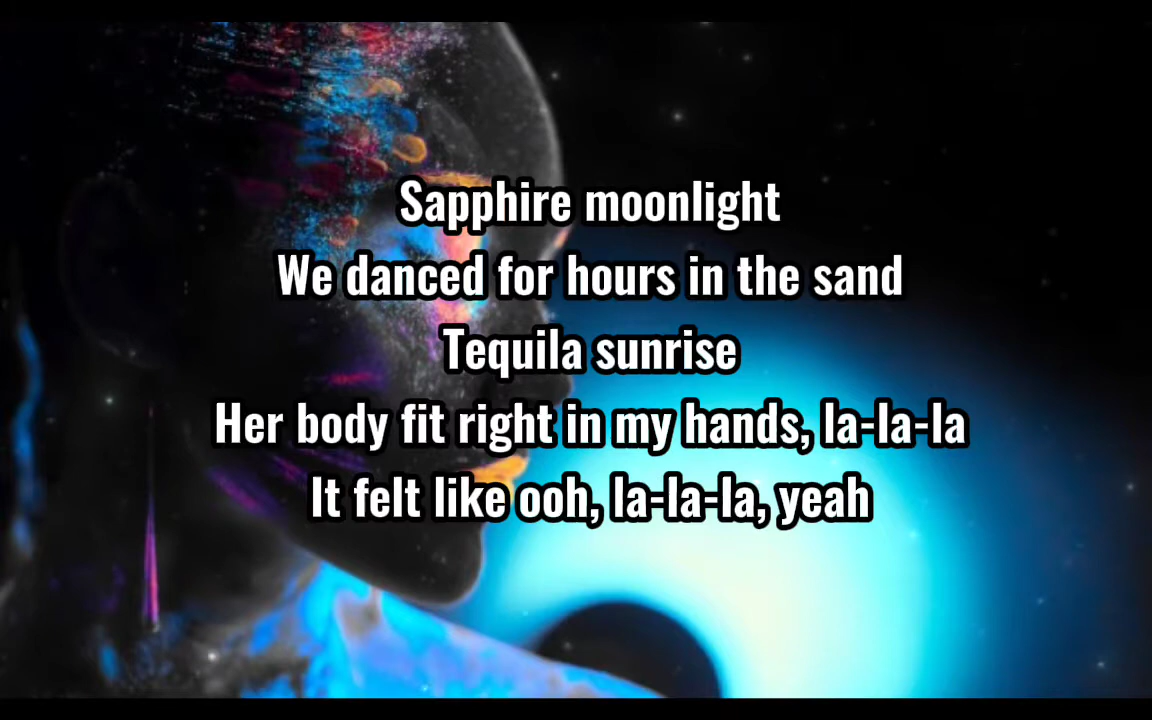 Sapphire moonlight
We danced for hours in the sand
Tequila sunrise
Her body fit right in my hands, la-la-la
It felt like ooh, la-la-la, yeah